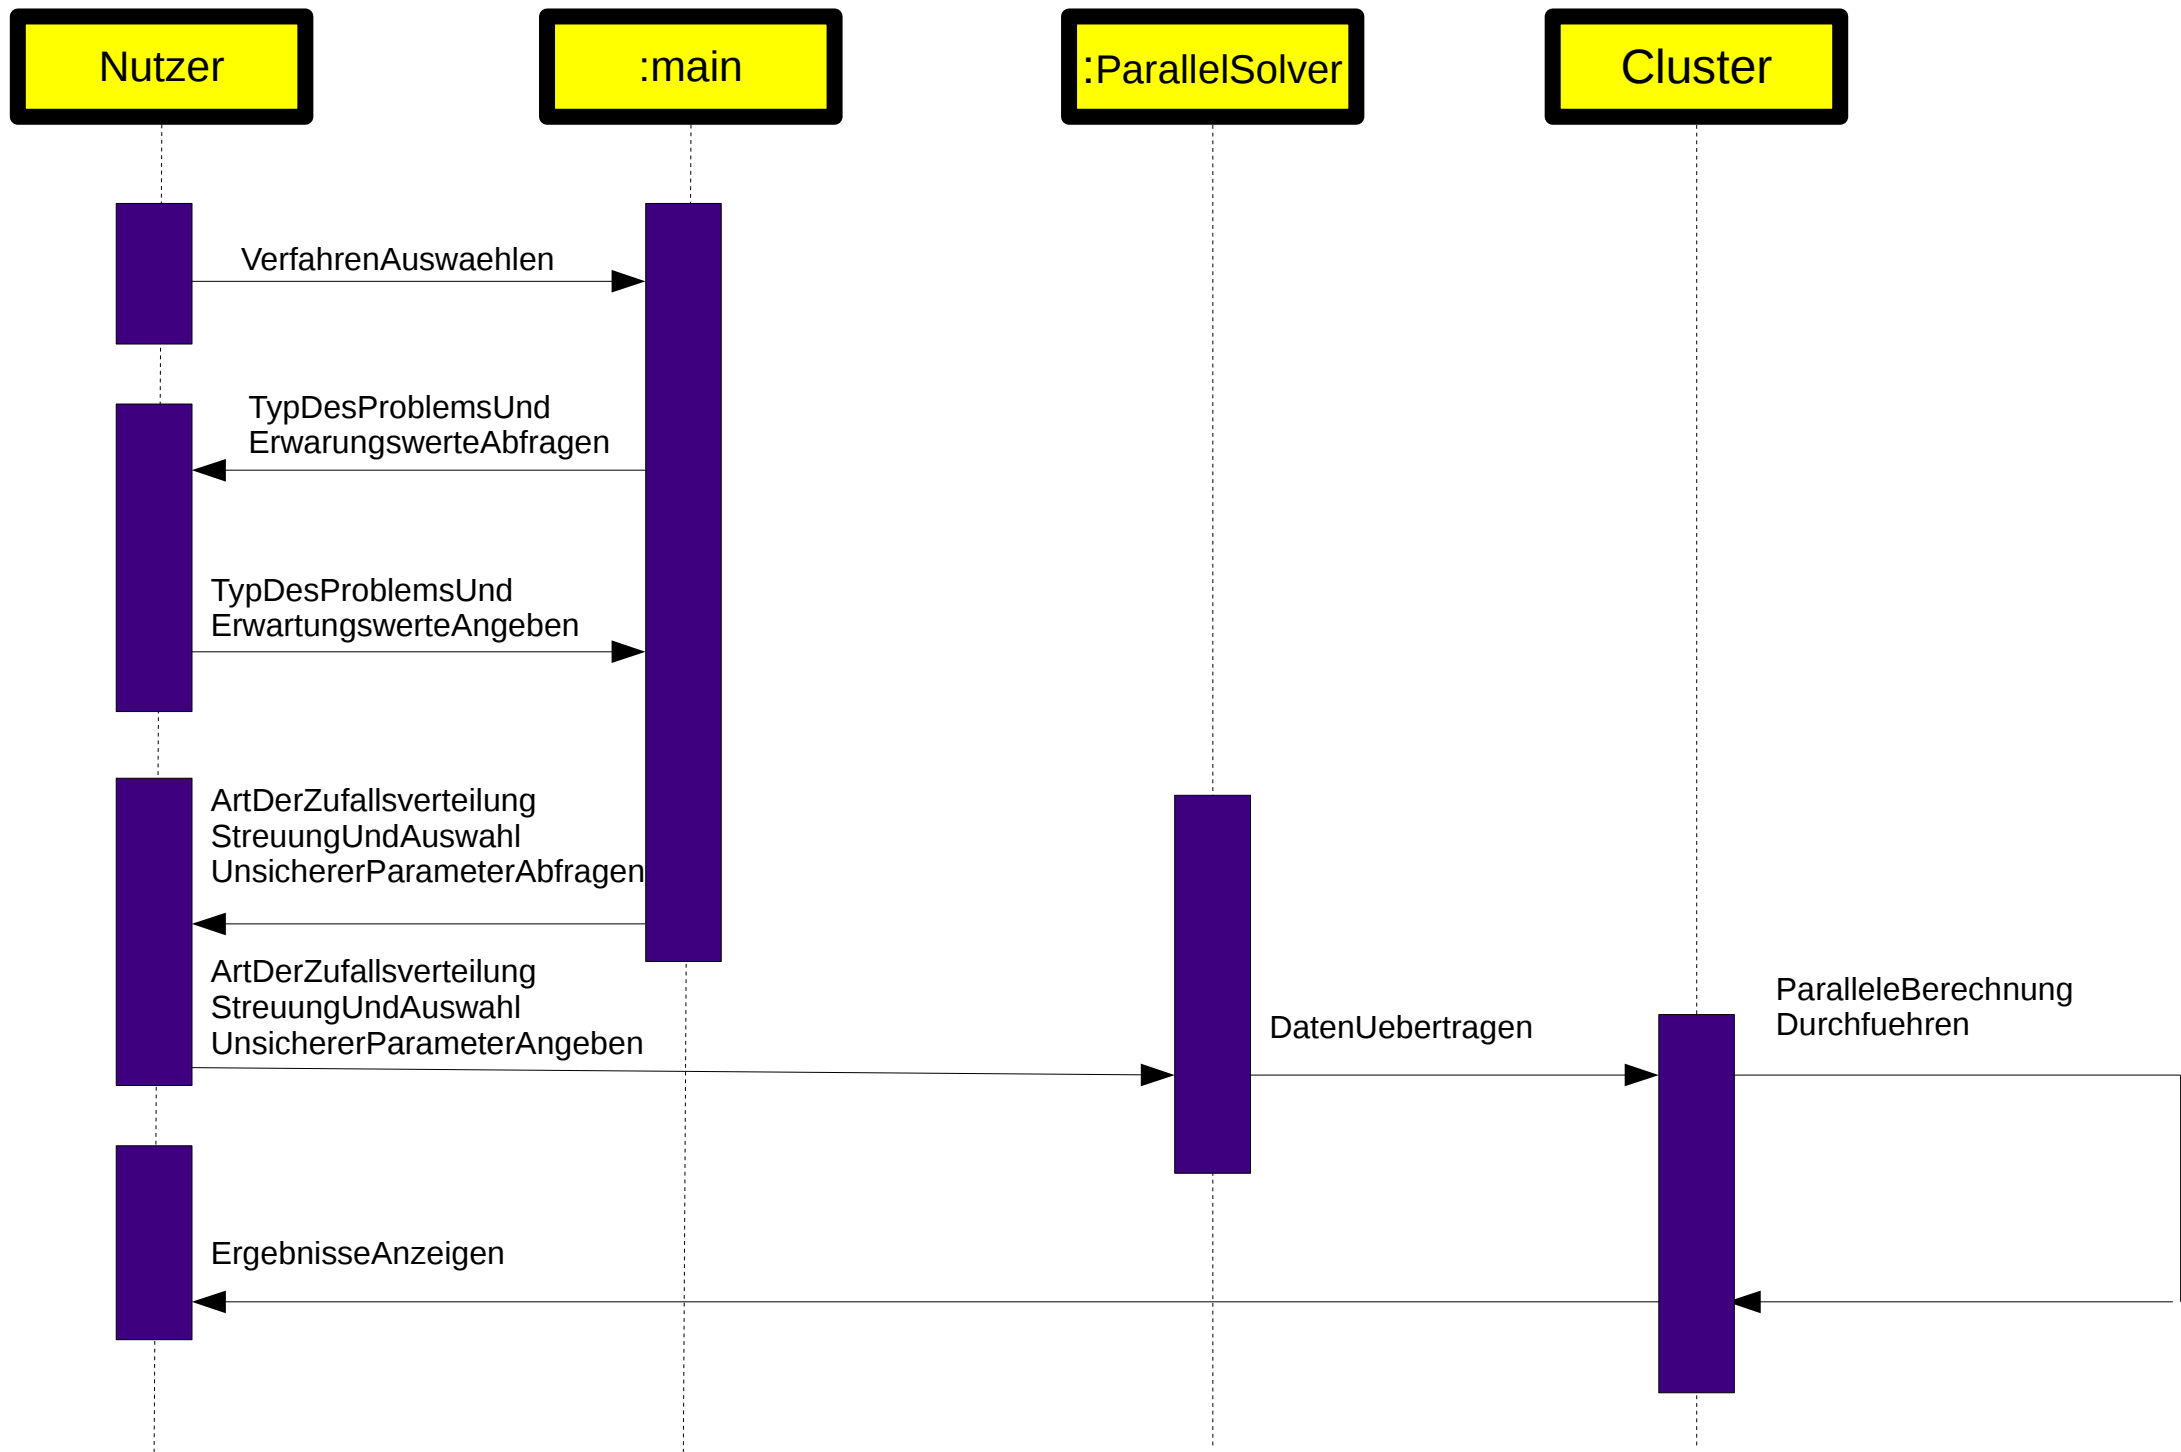 Nutzer
:main
:ParallelSolver
Cluster
VerfahrenAuswaehlen
TypDesProblemsUnd
ErwarungswerteAbfragen
TypDesProblemsUnd
ErwartungswerteAngeben
ArtDerZufallsverteilung
StreuungUndAuswahl
UnsichererParameterAbfragen
ArtDerZufallsverteilung
StreuungUndAuswahl
UnsichererParameterAngeben
DatenUebertragen
ParalleleBerechnung
Durchfuehren
ErgebnisseAnzeigen